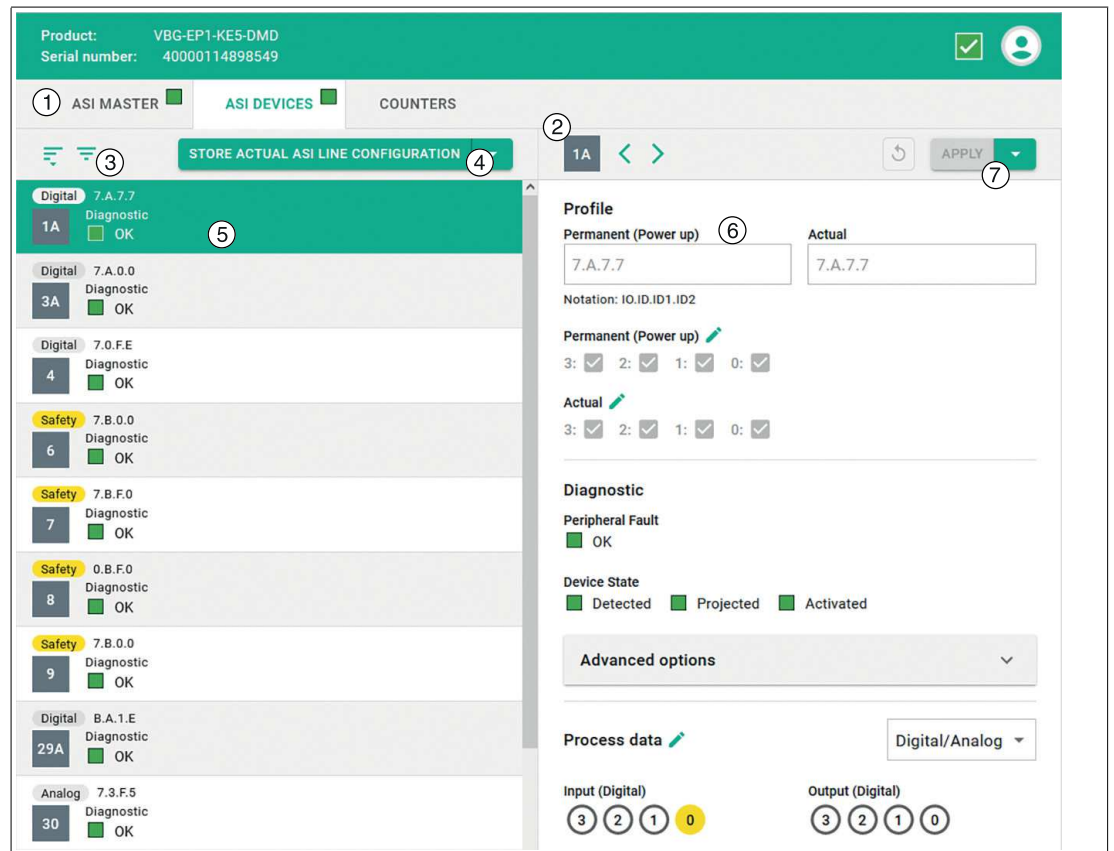 Product: VBG-EP1-KE5-DMD
Serial number: 40000114898549
1 ASI MASTER ASI DEVICES COUNTERS
3 STORE ACTUAL ASI LINE CONFIGURATION 4
Digital 7.A.7.7
Diagnostic
1A OK 5
Digital 7.A.0.0
Diagnostic
3A OK
Digital 7.0.F.E
Diagnostic
4 OK
Safety 7.B.0.0
Diagnostic
6 OK
Safety 7.B.F.0
Diagnostic
7 OK
Safety 0.B.F.0
Diagnostic
8 OK
Safety 7.B.0.0
Diagnostic
9 OK
Digital B.A.1.E
Diagnostic
29A OK
Analog 7.3.F.5
Diagnostic
30 OK
2
1A APPLY 7
Profile
Permanent (Power up) 6 Actual
7.A.7.7 7.A.7.7
Notation: IO.ID.ID1.ID2
Permanent (Power up)
3: 2: 1: 0:
Actual
3: 2: 1: 0:
Diagnostic
Peripheral Fault
OK
Device State
Detected Projected Activated
Advanced options
Process data Digital/Analog
Input (Digital) Output (Digital)
3 2 1 0 3 2 1 0